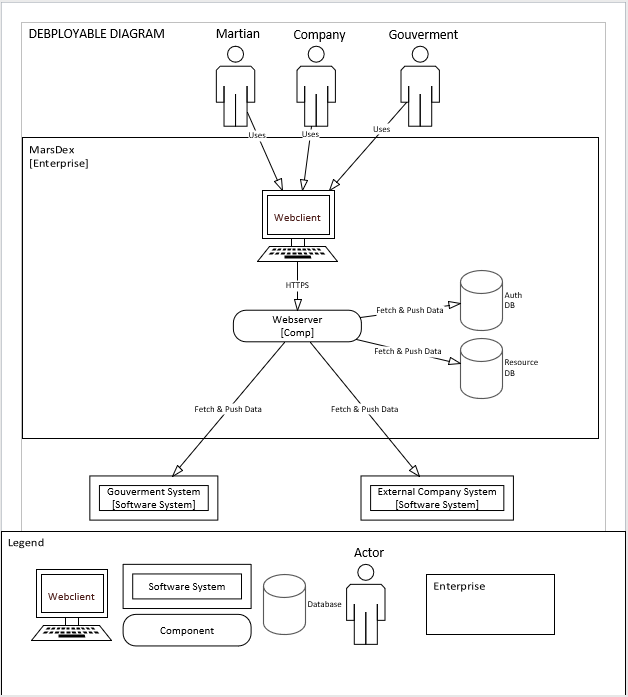 DEBPLOYABLE DIAGRAM
Martian
Company
Gouverment
Uses
Uses
Uses
MarsDex
[Enterprise]
Webclient
HTTPS
Webserver
[Comp]
Fetch & Push Data
Auth
DB
Fetch & Push Data
Resource
DB
Fetch & Push Data
Fetch & Push Data
Gouverment System
[Software System]
External Company System
[Software System]
Legend
Webclient
Software System
Component
Database
Actor
Enterprise